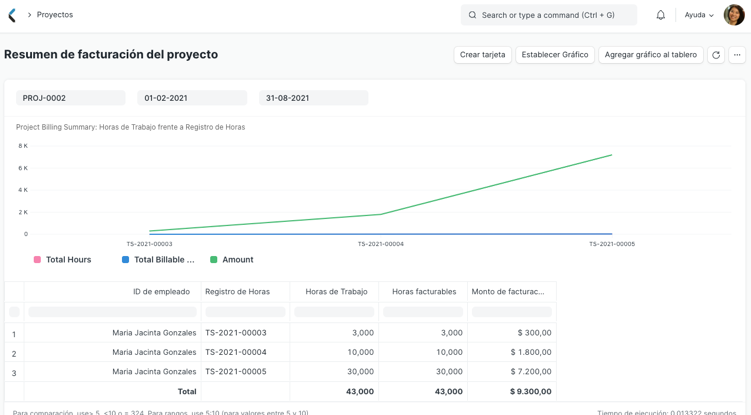 Proyectos
Search or type a command (Ctrl + G)
Ayuda
Resumen de facturación del proyecto
Crear tarjeta
Establecer Gráfico
Agregar gráfico al tablero
PROJ-0002
01-02-2021
31-08-2021
Project Billing Summary: Horas de Trabajo frente a Registro de Horas
8 K
6 K
4 K
2 K
0
TS-2021-00003 TS-2021-00004 TS-2021-00005
Total Hours Total Billable ... Amount
ID de empleado Registro de Horas Horas de Trabajo Horas facturables Monto de facturac...
1 Maria Jacinta Gonzales TS-2021-00003 3,000 3,000 $ 300,00
2 Maria Jacinta Gonzales TS-2021-00004 10,000 10,000 $ 1.800,00
3 Maria Jacinta Gonzales TS-2021-00005 30,000 30,000 $ 7.200,00
Total 43,000 43,000 $ 9.300,00
Para comparación, use> 5, <10 o = 324. Para rangos, use 5:10 (para valores entre 5 y 10). Tiempo de ejecución: 0.013322 segundos